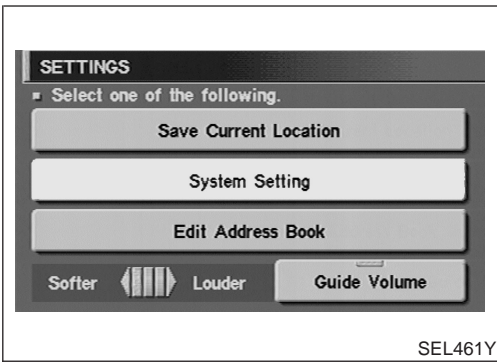 SETTINGS
Select one of the following.
Save Current Location
System Setting
Edit Address Book
Softer Louder Guide Volume
SEL461Y